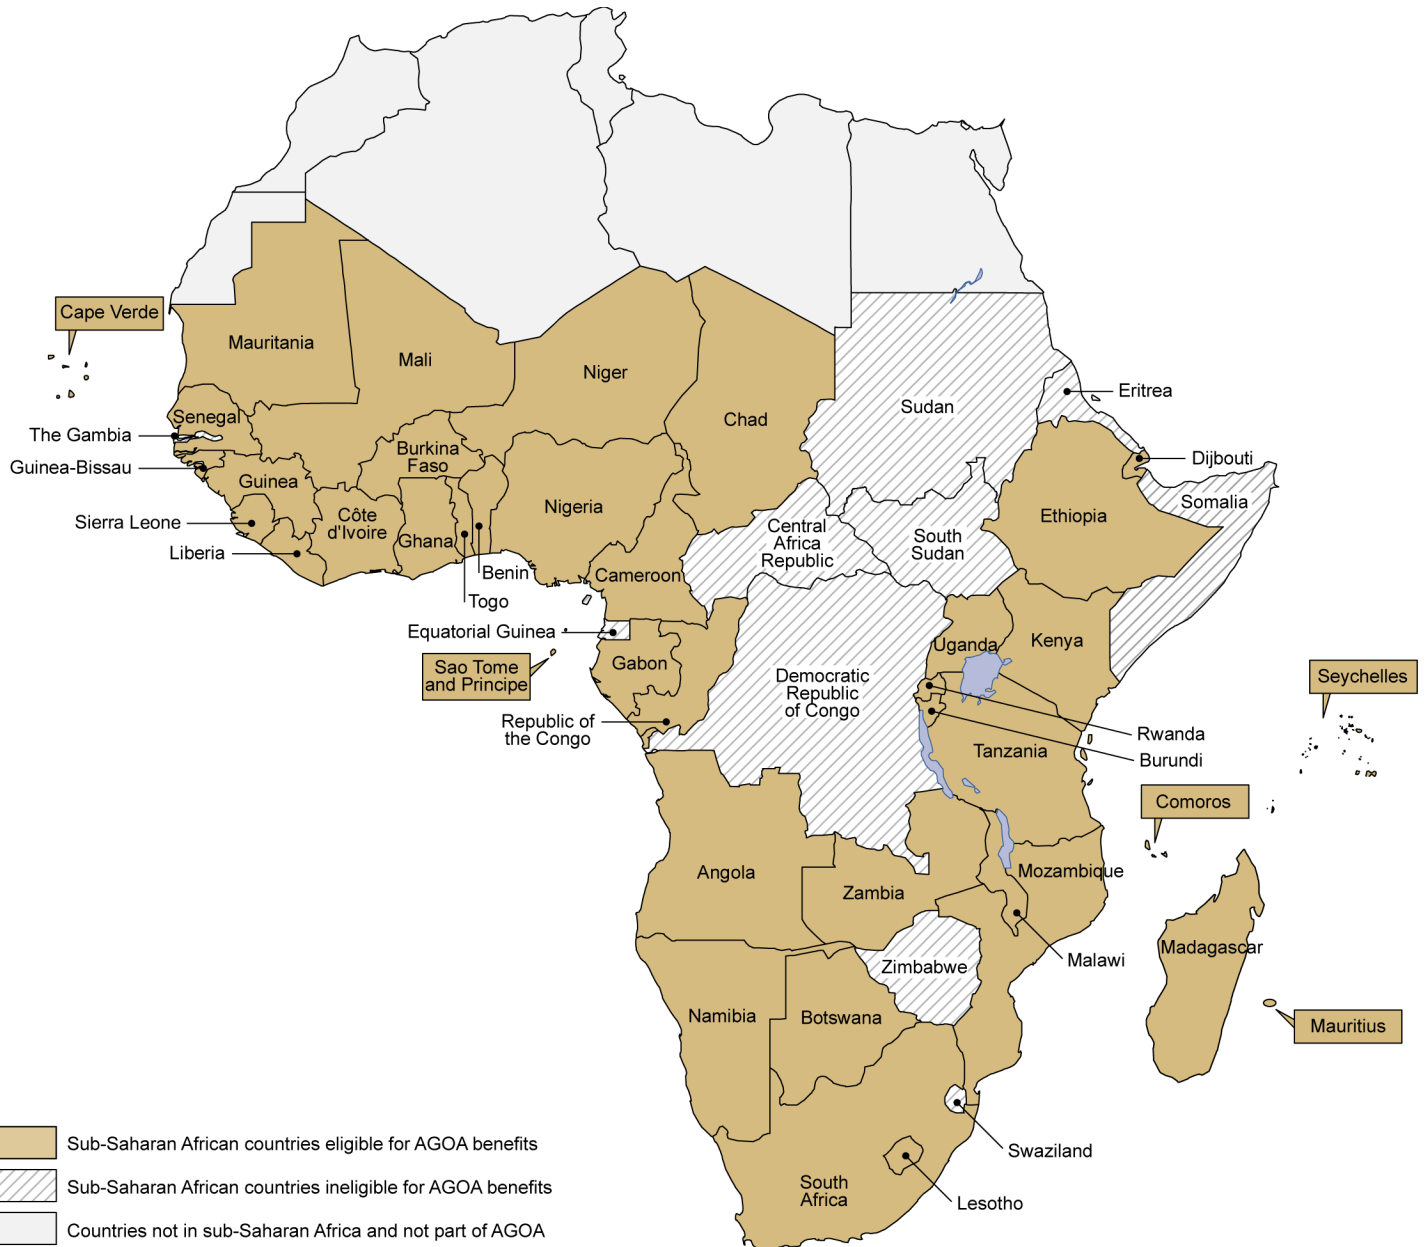 Cape Verde
Mauritania
Mali
Niger
Chad
Sudan
Eritrea
Senegal
The Gambia
Guinea-Bissau
Burkina
Faso
Dijbouti
Guinea
Nigeria
Somalia
Ethiopia
Sierra Leone
Côte
d'Ivoire
Ghana
Central
Africa
Republic
South
Sudan
Liberia
Benin
Togo
Cameroon
Equatorial Guinea
Uganda
Kenya
Gabon
Sao Tome
and Principe
Democratic
Republic
of Congo
Seychelles
Republic of
the Congo
Rwanda
Tanzania
Burundi
Comoros
Angola
Zambia
Mozambique
Madagascar
Malawi
Zimbabwe
Namibia
Botswana
Mauritius
Swaziland
South
Africa
Lesotho
Sub-Saharan African countries eligible for AGOA benefits
Sub-Saharan African countries ineligible for AGOA benefits
Countries not in sub-Saharan Africa and not part of AGOA